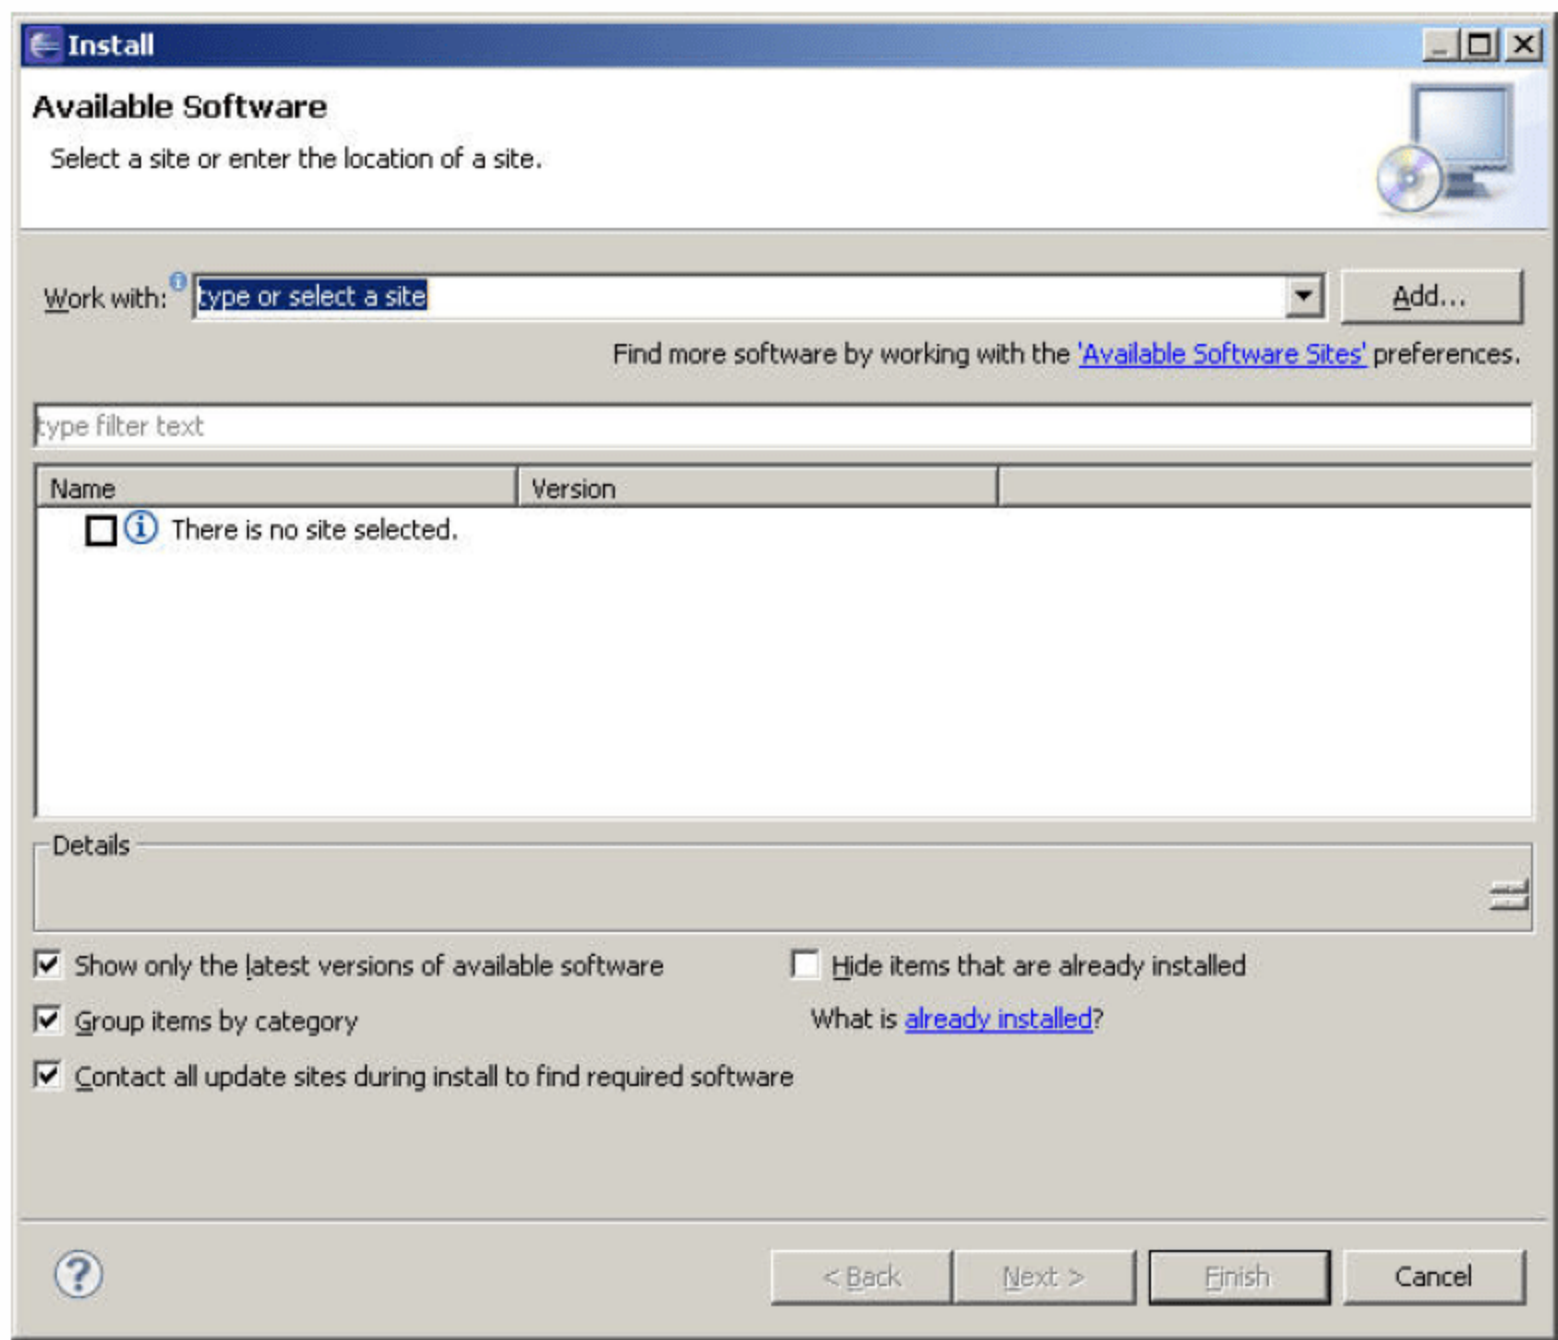 Install
Available Software
Select a site or enter the location of a site.
Work with: type or select a site Add...
Find more software by working with the 'Available Software Sites' preferences.
type filter text
Name Version
There is no site selected.
Details
Show only the latest versions of available software Hide items that are already installed
Group items by category What is already installed?
Contact all update sites during install to find required software
< Back Next > Finish Cancel